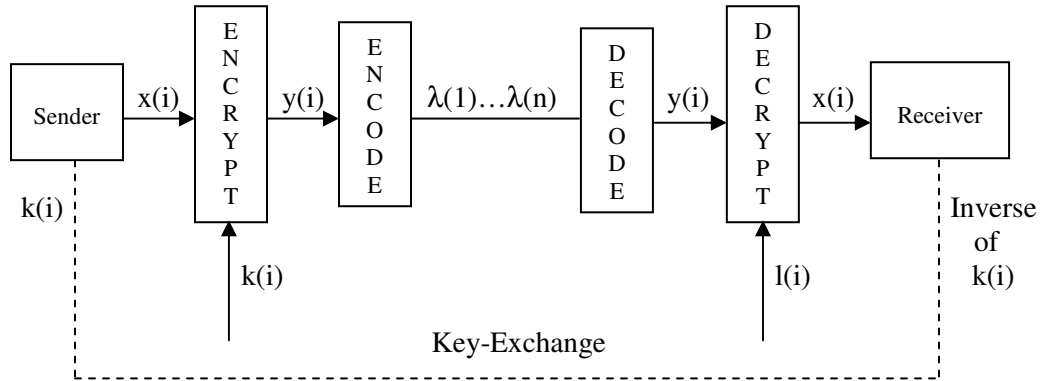 Sender
x(i)
ENCRYPT
y(i)
ENCODE
λ(1)…λ(n)
DECODE
y(i)
DECRYPT
x(i)
Receiver
k(i)
k(i)
l(i)
Inverse
of
k(i)
Key-Exchange